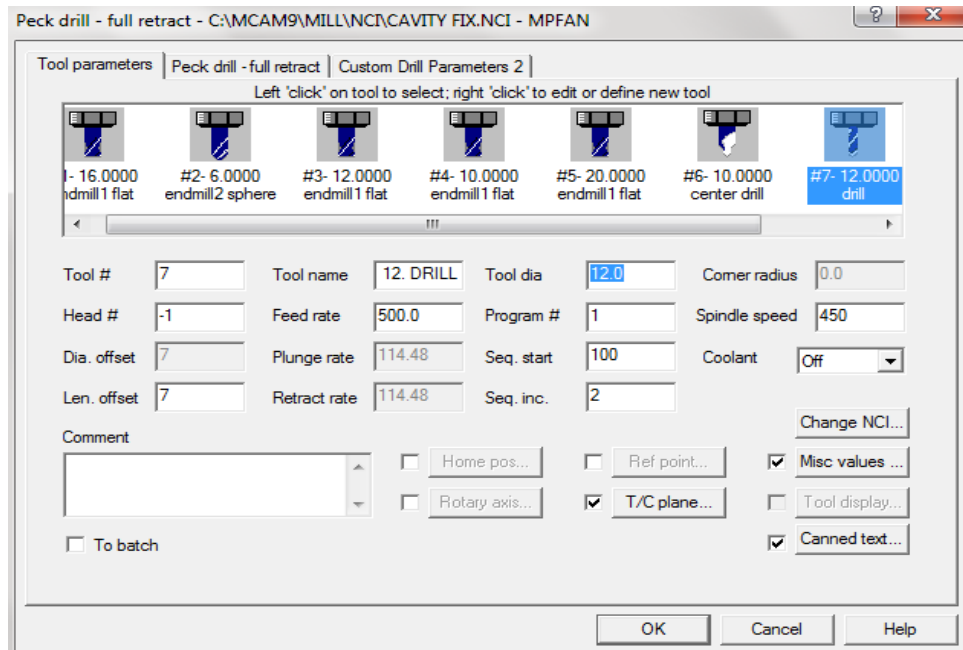 Peck drill - full retract - C:\MCAM9\MILL\NCI\CAVITY FIX.NCI - MPFAN
Tool parameters Peck drill - full retract Custom Drill Parameters 2
Left 'click' on tool to select; right 'click' to edit or define new tool
- 16.0000 #2- 6.0000 #3- 12.0000 #4- 10.0000 #5- 20.0000 #6- 10.0000 #7- 12.0000
ndmill1 flat endmill2 sphere endmill1 flat endmill1 flat endmill1 flat center drill drill
Tool # 7 Tool name 12. DRILL Tool dia 12.0 Corner radius 0.0
Head # -1 Feed rate 500.0 Program # 1 Spindle speed 450
Dia. offset 7 Plunge rate 114.48 Seq. start 100 Coolant Off
Len. offset 7 Retract rate 114.48 Seq. inc. 2
Change NCI...
Comment
Home pos... Ref point... Misc values ...
Rotary axis... T/C plane... Tool display...
To batch Canned text...
OK Cancel Help